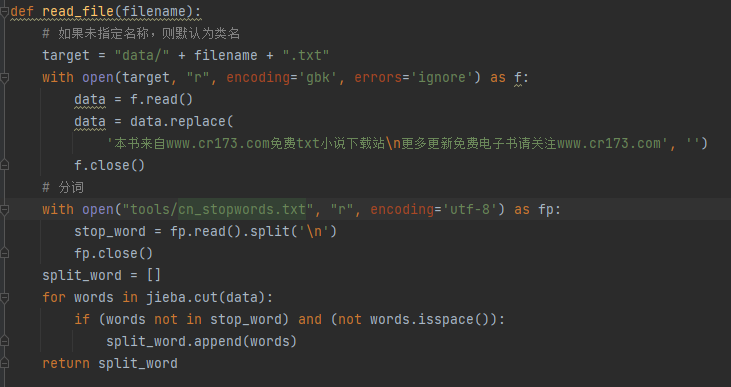 def read_file(filename):
    # 如果未指定名称，则默认为类名
    target = "data/" + filename + ".txt"
    with open(target, "r", encoding='gbk', errors='ignore') as f:
        data = f.read()
        data = data.replace(
            '本书来自www.cr173.com免费txt小说下载站\n更多更新免费电子书请关注www.cr173.com', '')
        f.close()
    # 分词
    with open("tools/cn_stopwords.txt", "r", encoding='utf-8') as fp:
        stop_word = fp.read().split('\n')
        fp.close()
    split_word = []
    for words in jieba.cut(data):
        if (words not in stop_word) and (not words.isspace()):
            split_word.append(words)
    return split_word